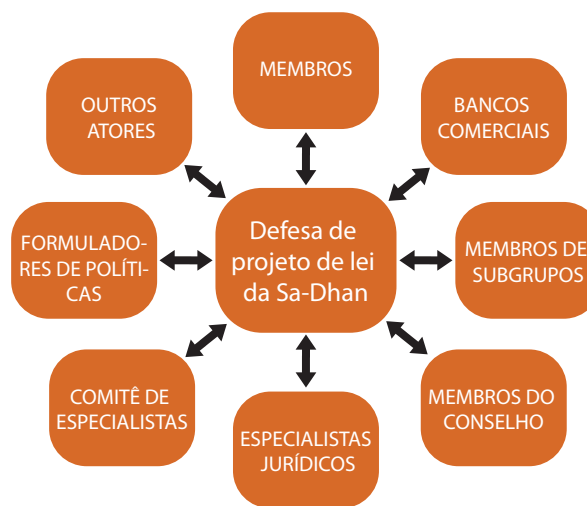 MEMBROS
OUTROS
ATORES
BANCOS
COMERCIAIS
FORMULADO-
RES DE POLÍTI-
CAS
Defesa de
projeto de lei
da Sa-Dhan
MEMBROS DE
SUBGRUPOS
COMITÊ DE
ESPECIALISTAS
ESPECIALISTAS
JURÍDICOS
MEMBROS DO
CONSELHO